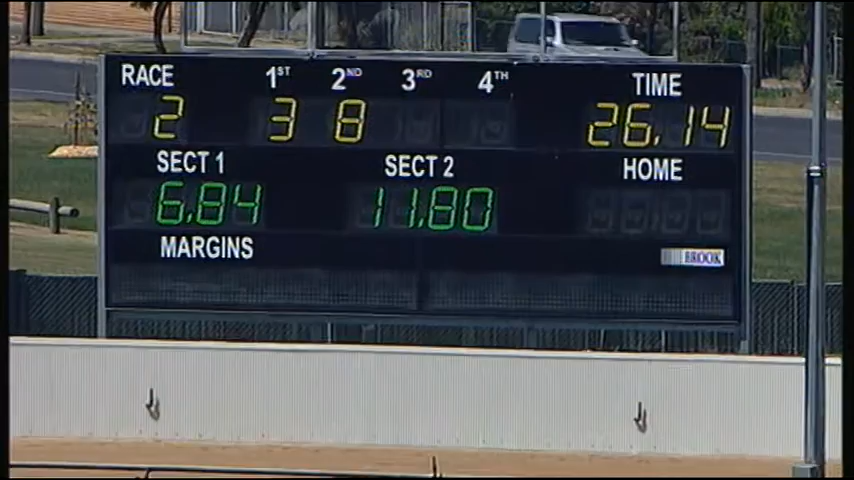 RACE 1ST 2ND 3RD 4TH TIME
2 3 8 26.14
SECT 1 SECT 2 HOME
6.84 11.80
MARGINS BROOK